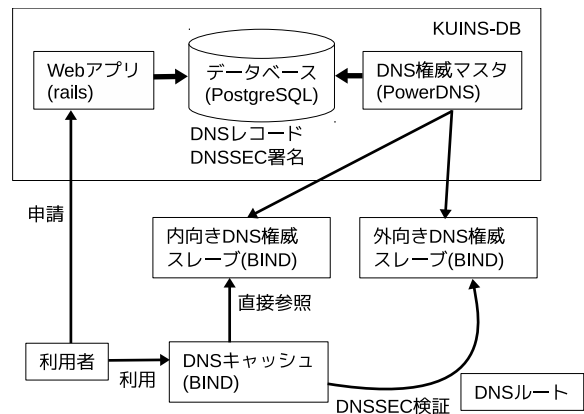 KUINS-DB
Webアプリ
(rails)
データベース
(PostgreSQL)
DNS権威マスタ
(PowerDNS)
DNSレコード
DNSSEC署名
申請
内向きDNS権威
スレーブ(BIND)
外向きDNS権威
スレーブ(BIND)
直接参照
利用者
利用
DNSキャッシュ
(BIND)
DNSSEC検証
DNSルート